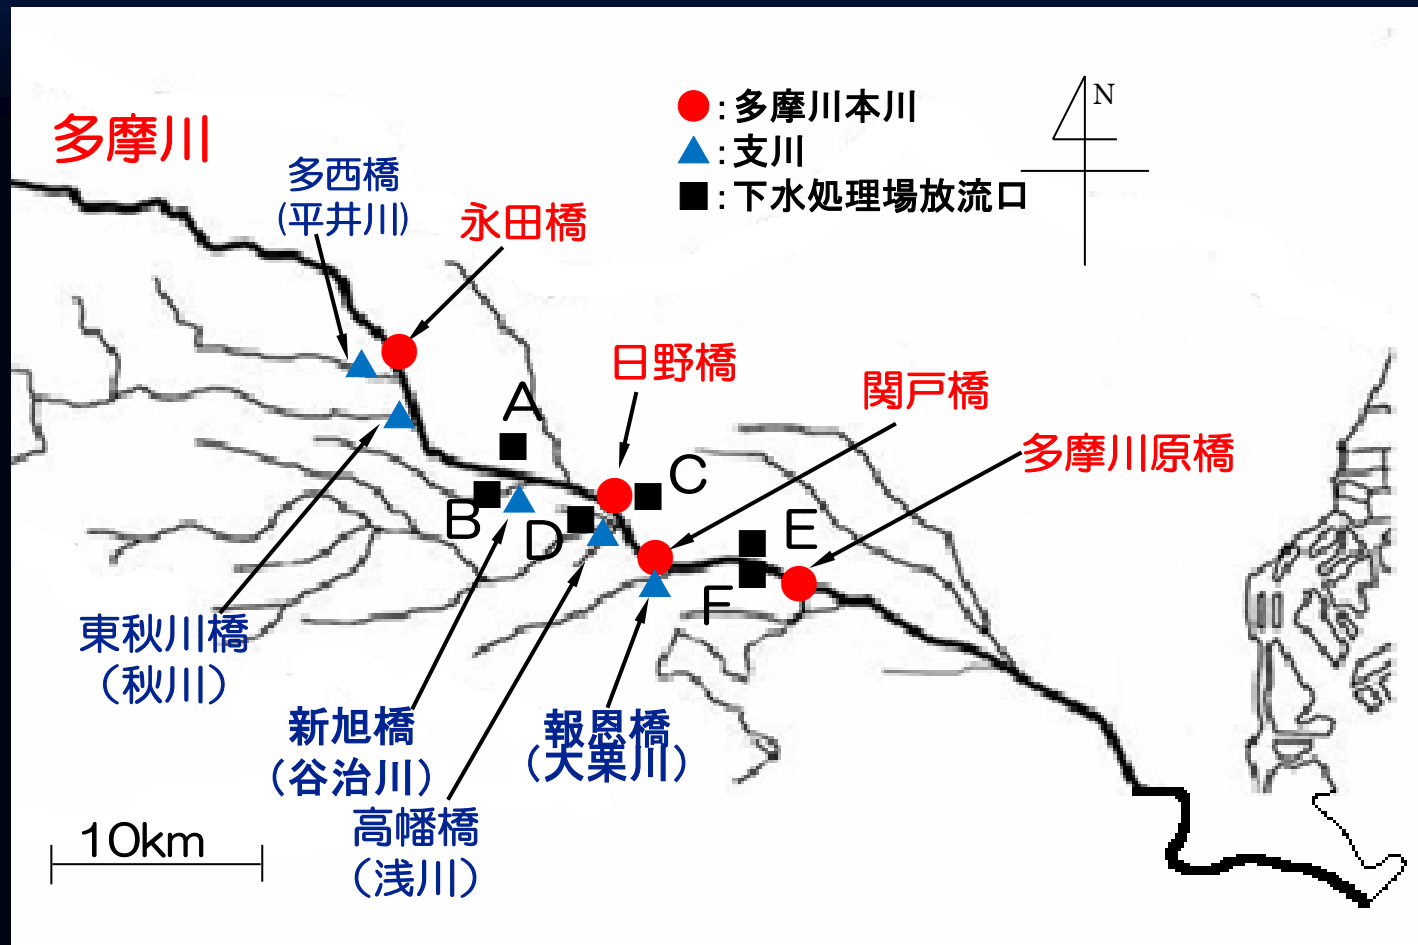 多摩川
●：多摩川本川
▲：支川
■：下水処理場放流口
N
多西橋
(平井川)
永田橋
日野橋
関戸橋
多摩川原橋
A
B
C
D
E
F
東秋川橋
（秋川）
新旭橋
（谷治川）
高幡橋
（浅川）
報恩橋
（大栗川）
10km